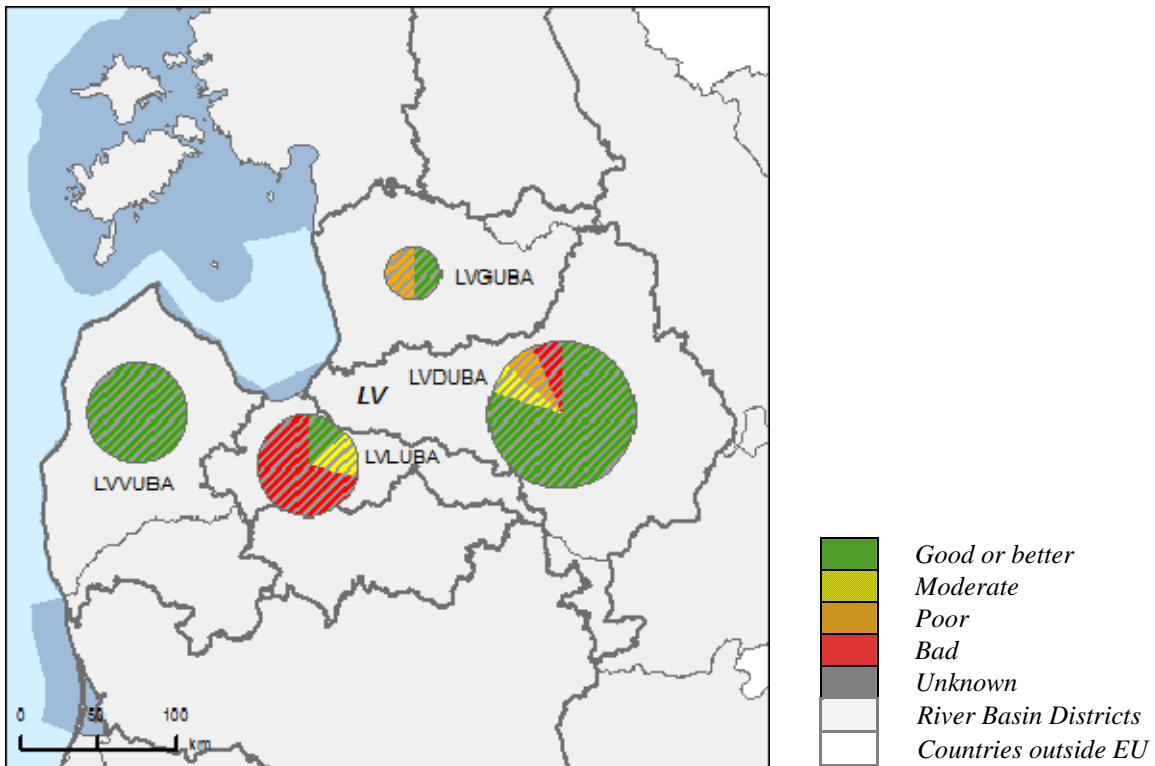 LVGUBA
LVDUBA
LV
LVLUBA
LVVUBA
0 50 100
km
Good or better
Moderate
Poor
Bad
Unknown
River Basin Districts
Countries outside EU